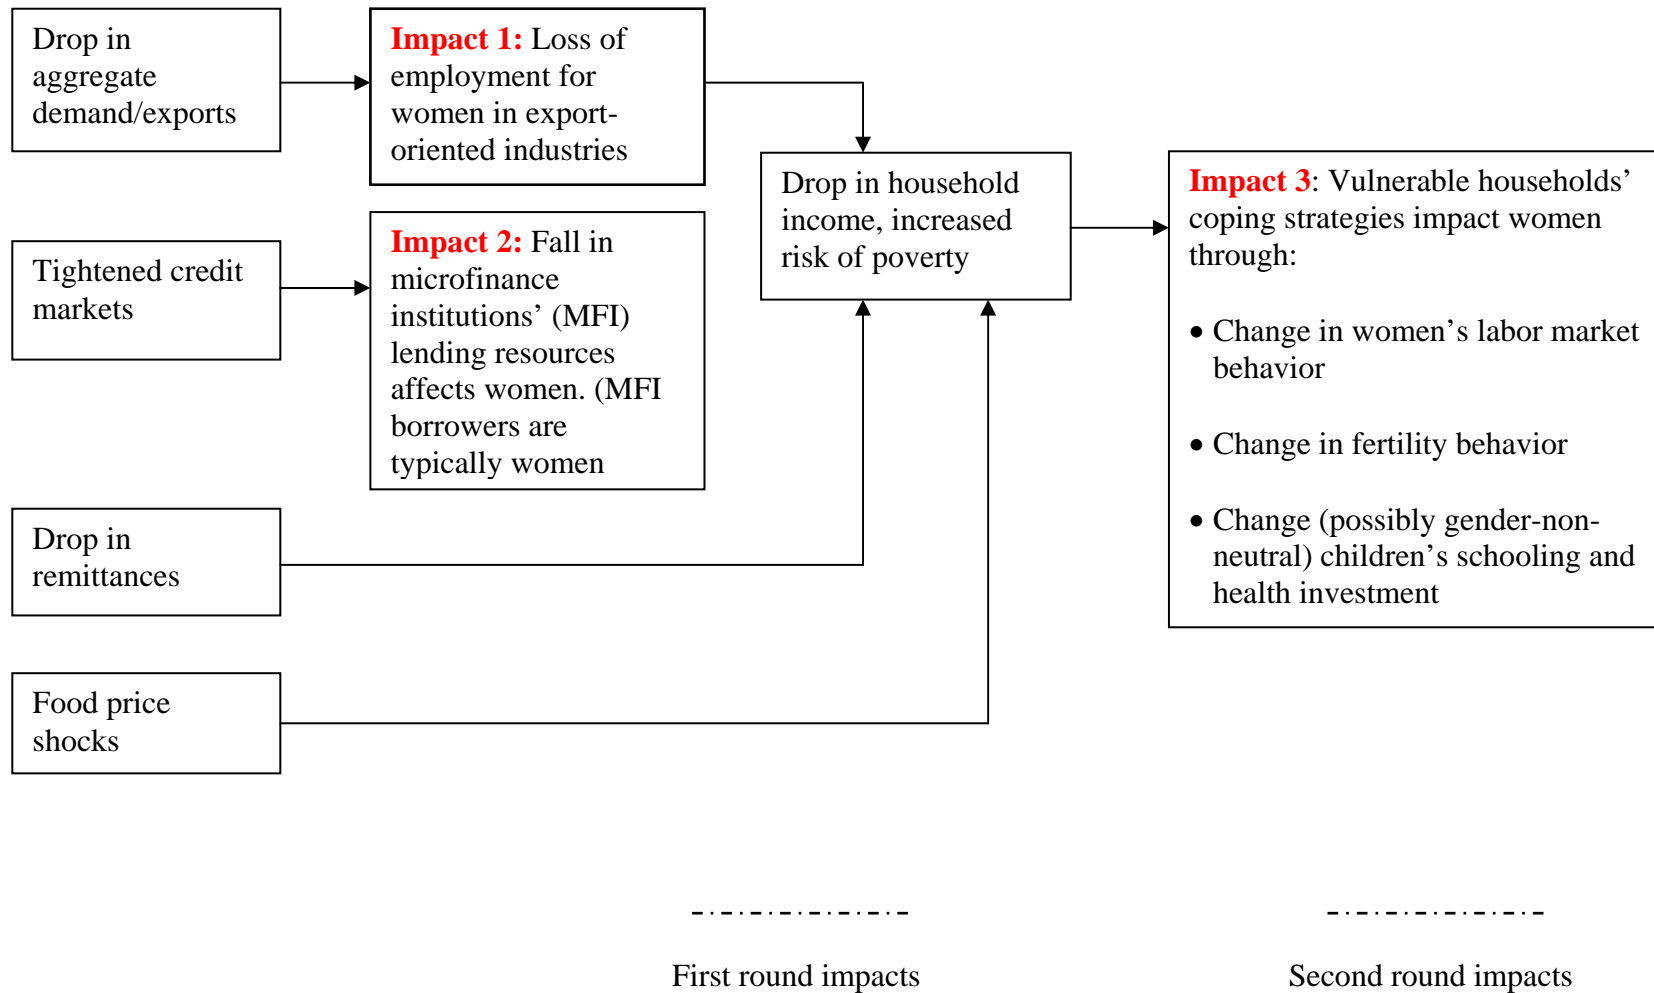 Drop in
aggregate
demand/exports
Impact 1: Loss of
employment for
women in export-
oriented industries
Tightened credit
markets
Impact 2: Fall in
microfinance
institutions’ (MFI)
lending resources
affects women. (MFI
borrowers are
typically women
Drop in
remittances
Food price
shocks
Drop in household
income, increased
risk of poverty
Impact 3: Vulnerable households’
coping strategies impact women
through:
• Change in women’s labor market
behavior
• Change in fertility behavior
• Change (possibly gender-non-
neutral) children’s schooling and
health investment
First round impacts
Second round impacts